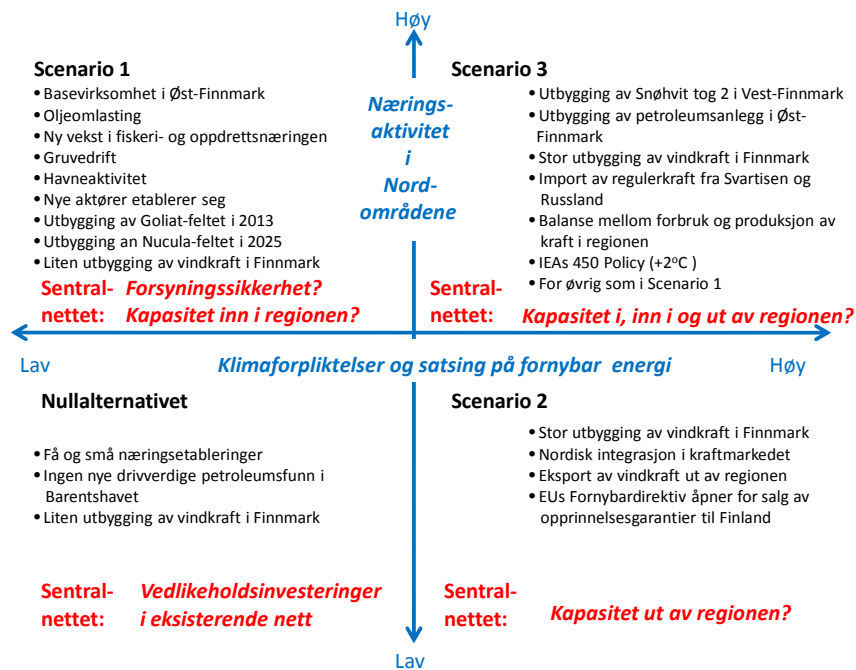 Høy
Scenario 1
• Basevirksomhet i Øst-Finnmark
• Oljeomlasting
• Ny vekst i fiskeri- og oppdrettsnæringen
• Gruvedrift
• Havneaktivitet
• Nye aktører etablerer seg
• Utbygging av Goliat-feltet i 2013
• Utbygging an Nucula-feltet i 2025
• Liten utbygging av vindkraft i Finnmark
Sentral-
nettet:
Forsyningssikkerhet?
Kapasitet inn i regionen?
Nærings-
aktivitet
i
Nord-
områdene
Scenario 3
• Utbygging av Snøhvit tog 2 i Vest-Finnmark
• Utbygging av petroleumsanlegg i Øst-
Finnmark
• Stor utbygging av vindkraft i Finnmark
• Import av regulerkraft fra Svartisen og
Russland
• Balanse mellom forbruk og produksjon av
kraft i regionen
• IEAs 450 Policy (+2°C )
• For øvrig som i Scenario 1
Sentral-
nettet:
Kapasitet i, inn i og ut av regionen?
Lav
Klimaforpliktelser og satsing på fornybar energi
Høy
Nullalternativet
• Få og små næringsetableringer
• Ingen nye drivverdige petroleumsfunn i
Barentshavet
• Liten utbygging av vindkraft i Finnmark
Sentral-
nettet:
Vedlikeholdsinvesteringer
i eksisterende nett
Scenario 2
• Stor utbygging av vindkraft i Finnmark
• Nordisk integrasjon i kraftmarkedet
• Eksport av vindkraft ut av regionen
• EUs Fornybardirektiv åpner for salg av
opprinnelsesgarantier til Finland
Sentral-
nettet:
Kapasitet ut av regionen?
Lav